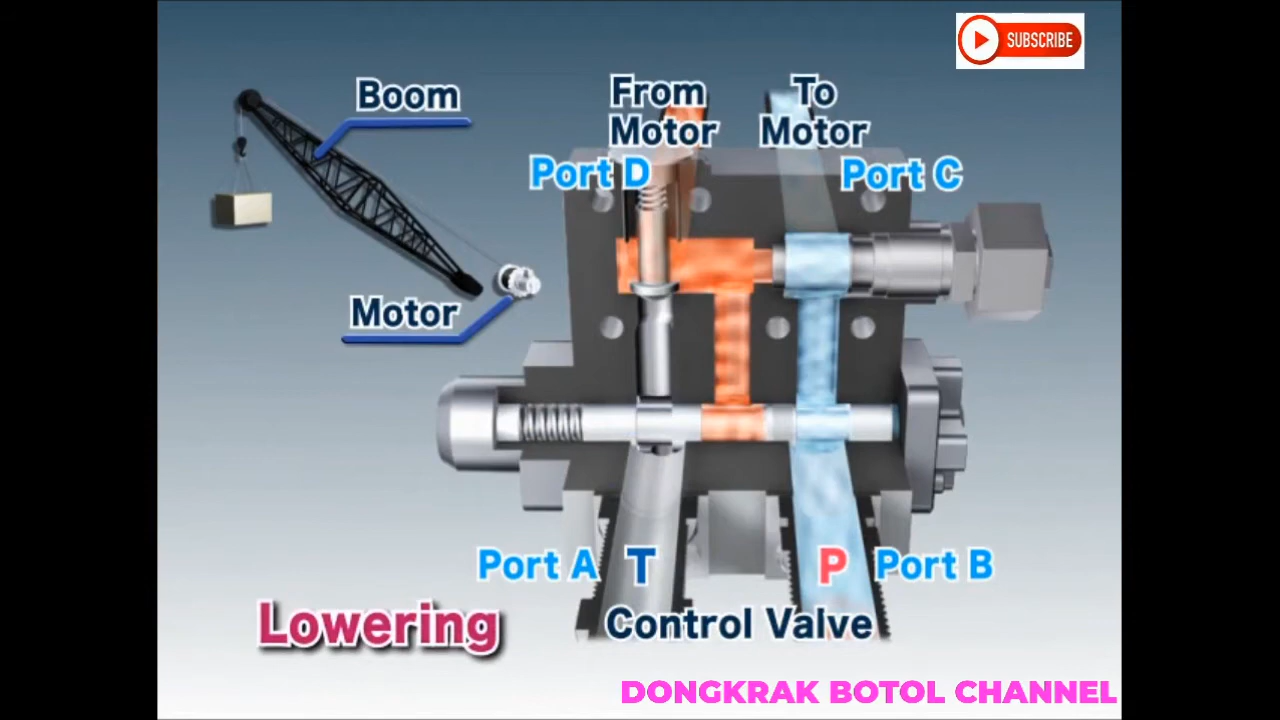 SUBSCRIBE
Boom
From
Motor
To
Motor
Port D
Port C
Motor
Port A
T
P
Port B
Lowering
Control Valve
DONGKRAK BOTOL CHANNEL